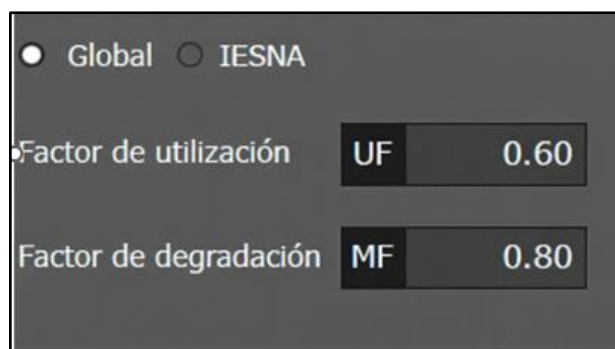 Global IESNA
Factor de utilización UF 0.60
Factor de degradación MF 0.80